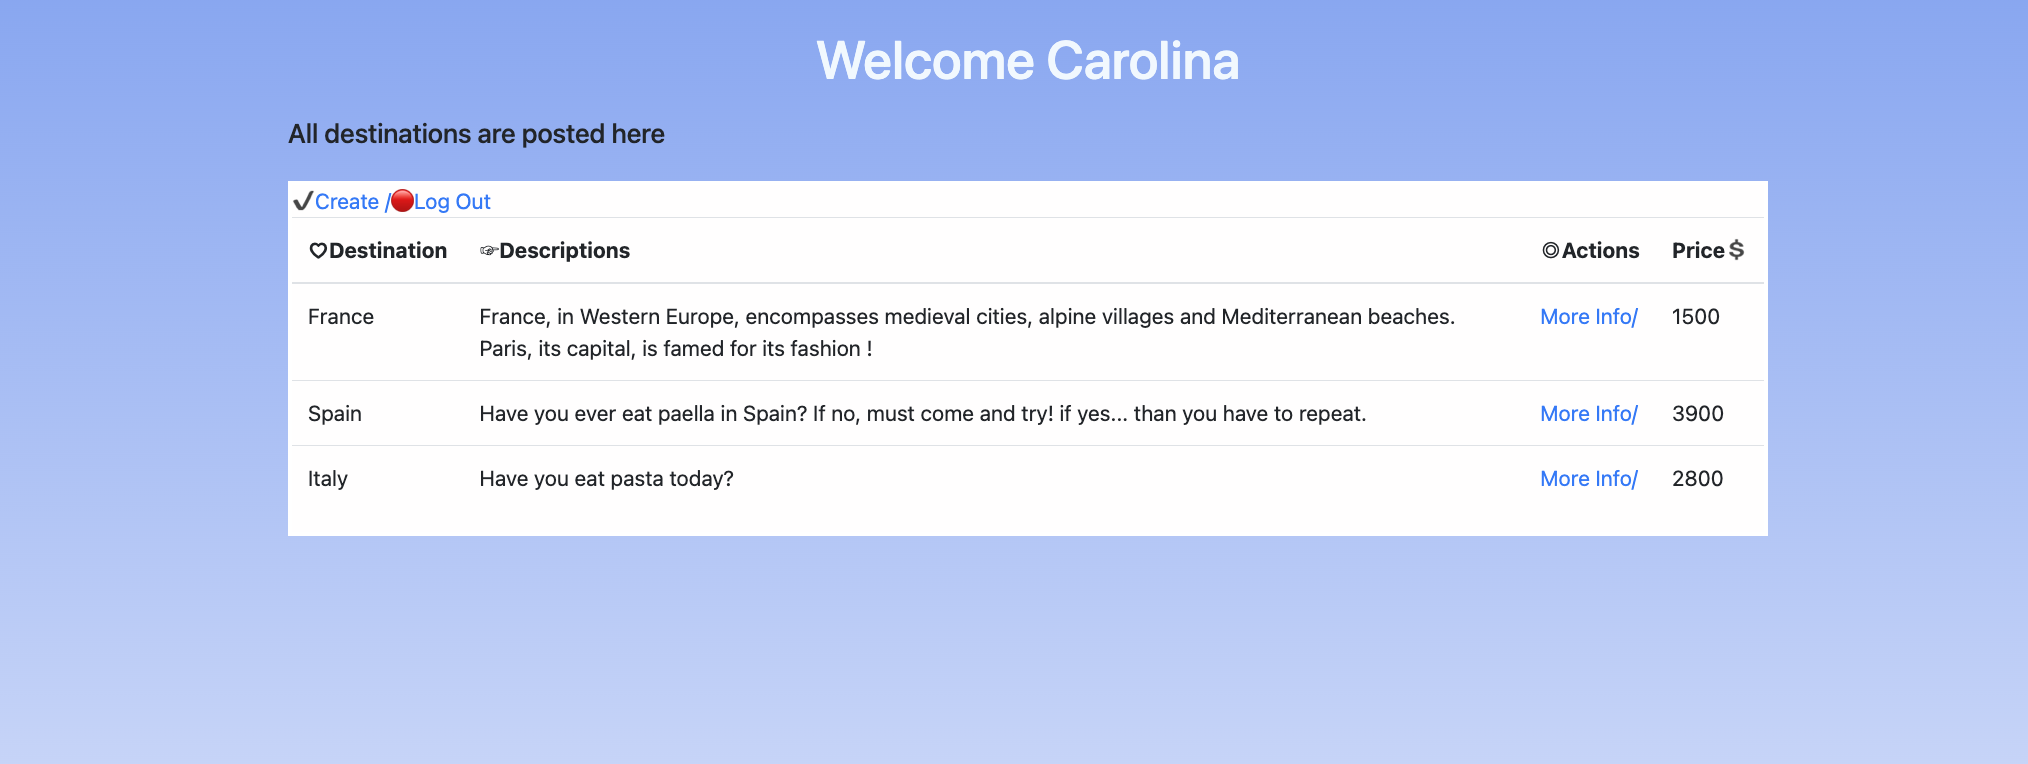 Welcome Carolina
All destinations are posted here
✔Create /🔴Log Out
♡Destination ☞Descriptions ◎Actions Price💲
France France, in Western Europe, encompasses medieval cities, alpine villages and Mediterranean beaches. More Info/ 1500
Paris, its capital, is famed for its fashion !
Spain Have you ever eat paella in Spain? If no, must come and try! if yes... than you have to repeat. More Info/ 3900
Italy Have you eat pasta today? More Info/ 2800